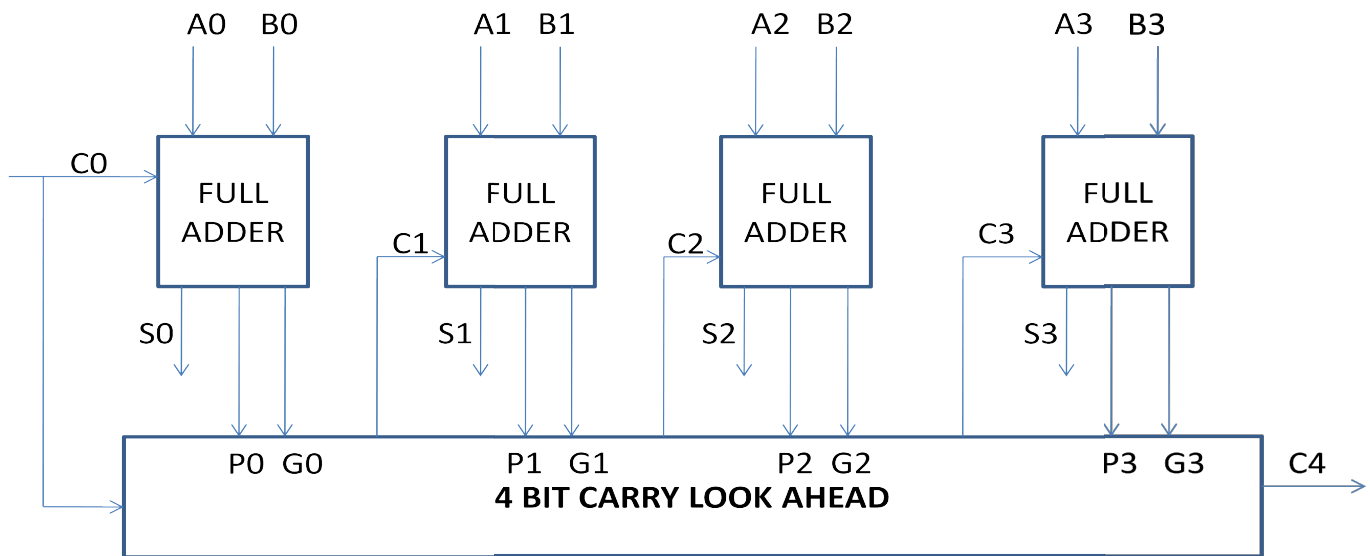 A0 B0 A1 B1 A2 B2 A3 B3
C0
FULL ADDER
FULL ADDER
FULL ADDER
FULL ADDER
C1 C2 C3
S0 S1 S2 S3
P0 G0 P1 G1 P2 G2 P3 G3 C4
4 BIT CARRY LOOK AHEAD